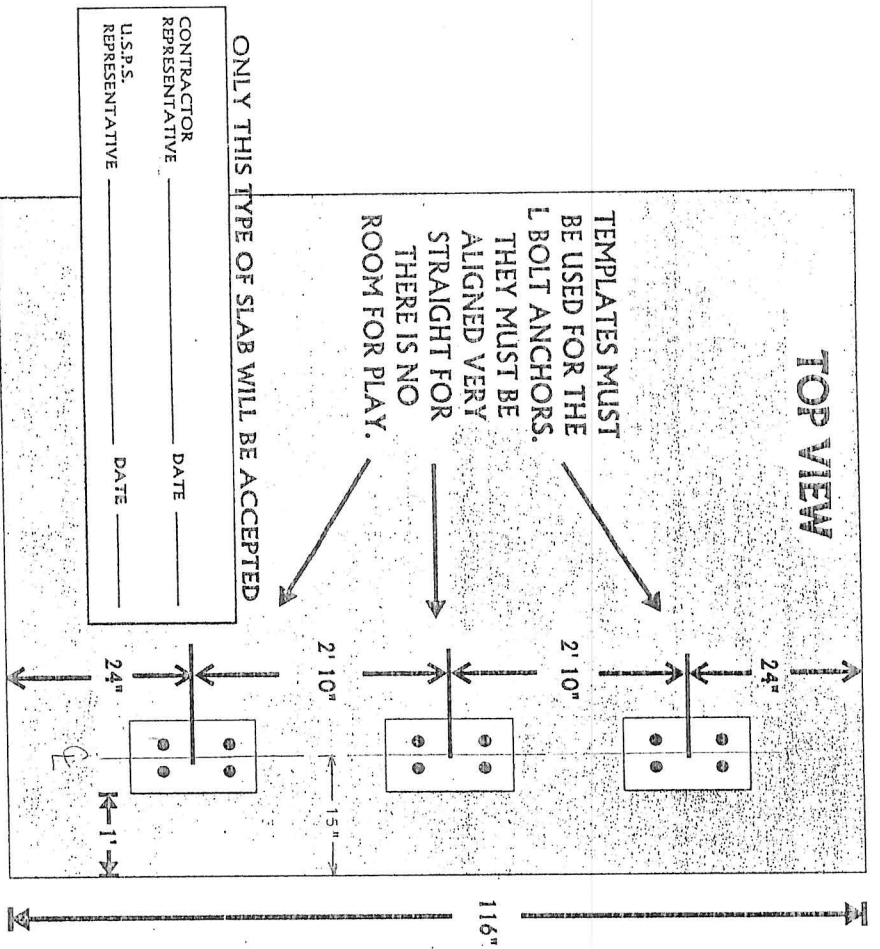 TOP VIEW
TEMPLATES MUST
BE USED FOR THE
L BOLT ANCHORS.
THEY MUST BE
ALIGNED VERY
STRAIGHT FOR
THERE IS NO
ROOM FOR PLAY.
24"
2' 10"
2' 10"
24"
15"
1'
116"
ONLY THIS TYPE OF SLAB WILL BE ACCEPTED
CONTRACTOR
REPRESENTATIVE DATE
U.S.P.S.
REPRESENTATIVE DATE